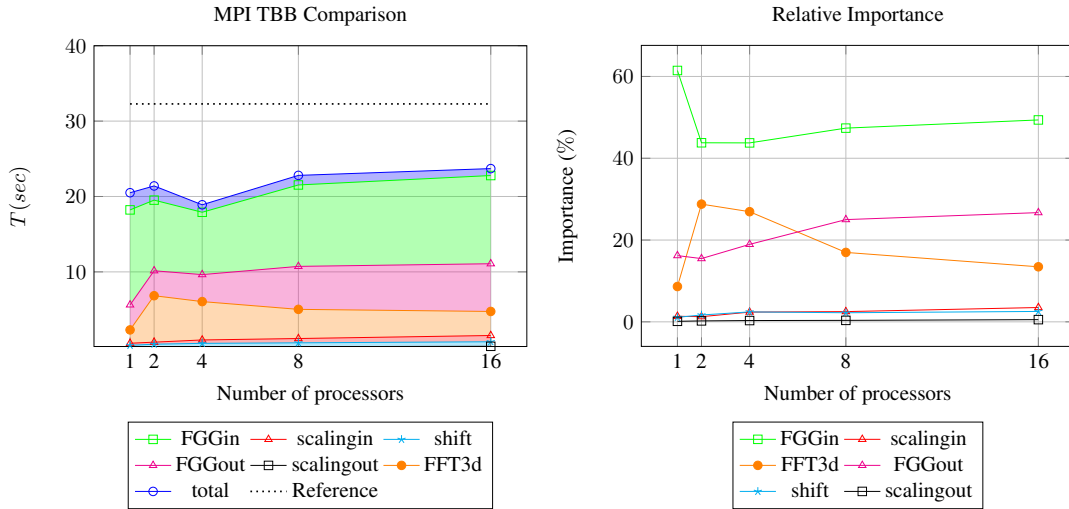 MPI TBB Comparison
40
30
20
10
T (sec)
1 2 4 8 16
Number of processors
FGGin scalingin shift
FGGout scalingout FFT3d
total Reference
Relative Importance
60
40
20
0
Importance (%)
1 2 4 8 16
Number of processors
FGGin scalingin
FFT3d FGGout
shift scalingout